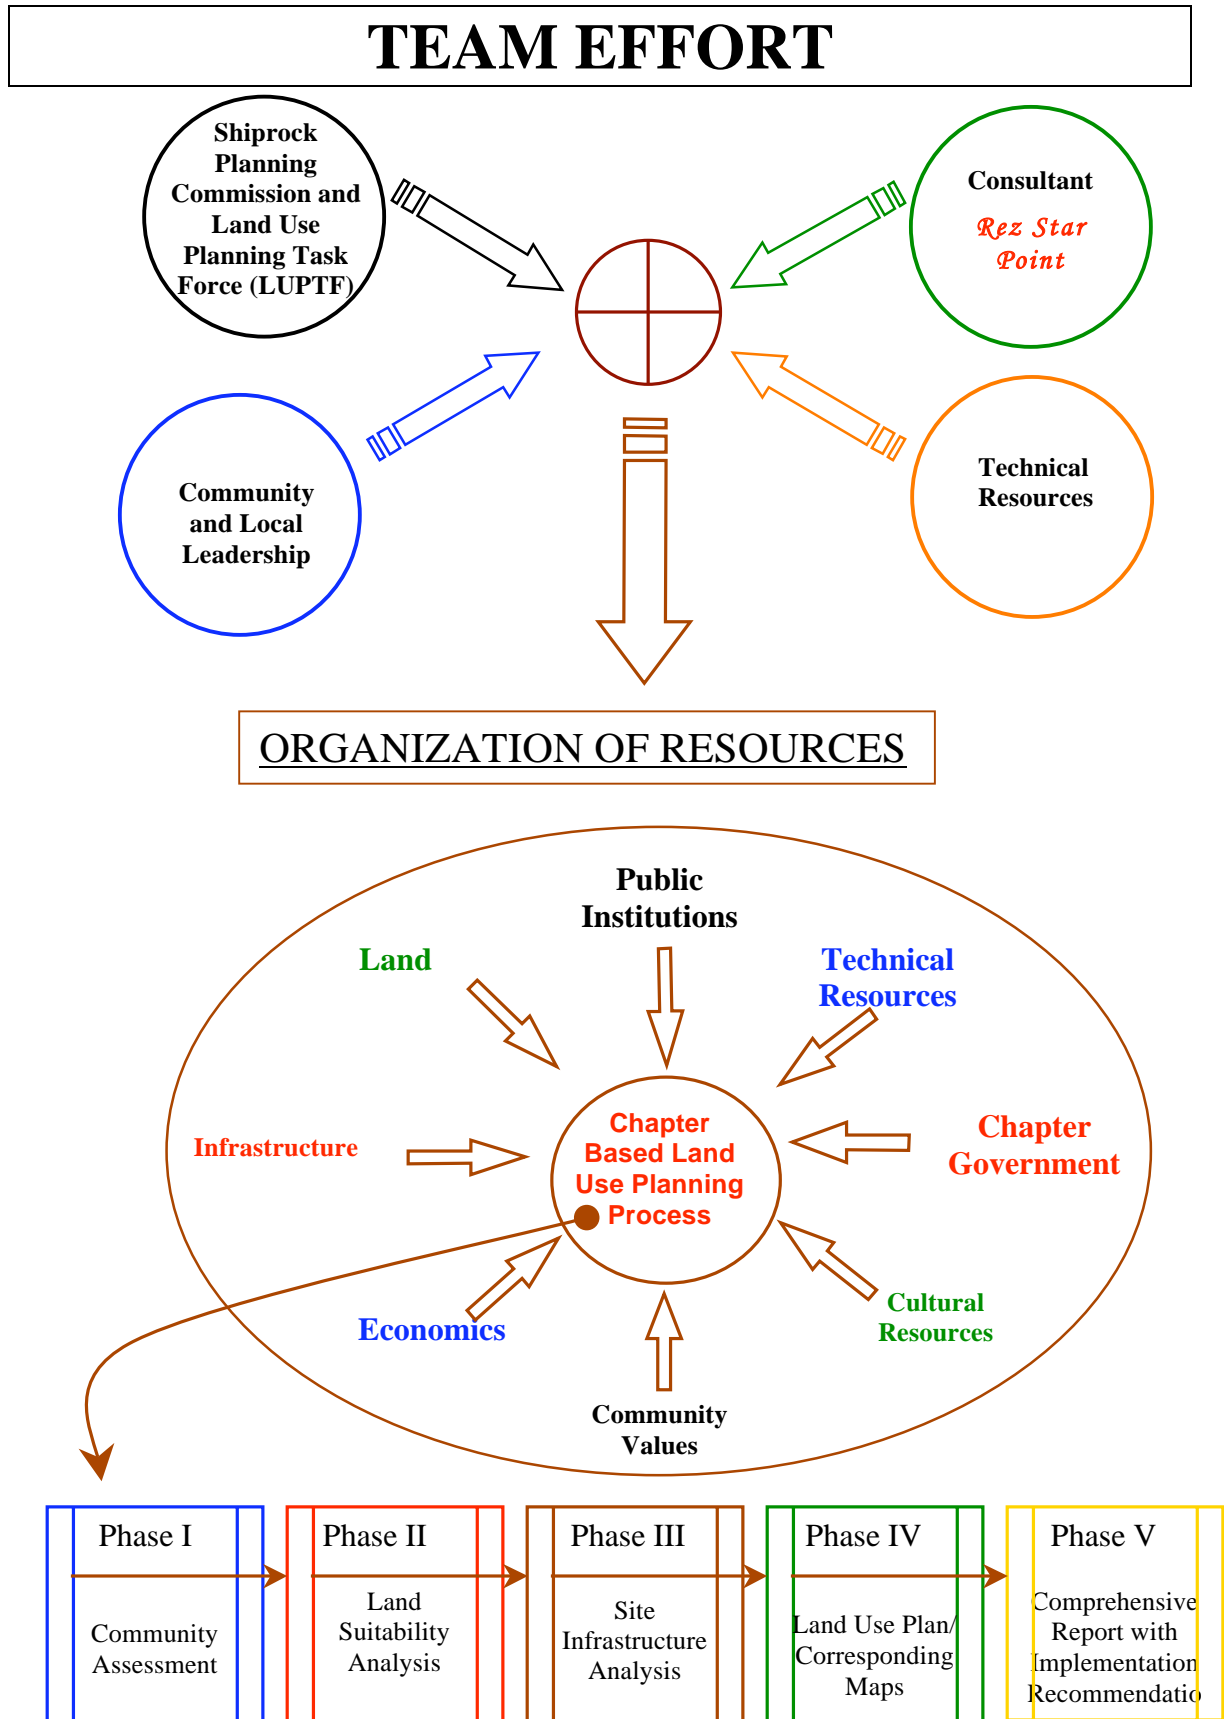 TEAM EFFORT
Shiprock
Planning
Commission and
Land Use
Planning Task
Force (LUPTF)
Consultant
Rez Star
Point
Community
and Local
Leadership
Technical
Resources
ORGANIZATION OF RESOURCES
Public
Institutions
Land
Technical
Resources
Infrastructure
Chapter
Based Land
Use Planning
Process
Chapter
Government
Economics
Cultural
Resources
Community
Values
Phase I
Community
Assessment
Phase II
Land
Suitability
Analysis
Phase III
Site
Infrastructure
Analysis
Phase IV
Land Use Plan/
Corresponding
Maps
Phase V
Comprehensive
Report with
Implementation
Recommendatio